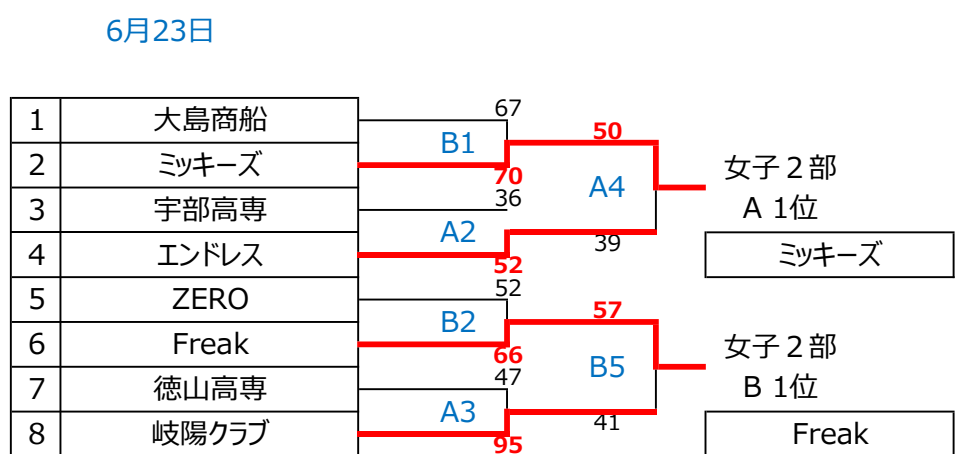 6月23日
1 大島商船
2 ミッキーズ
3 宇部高専
4 エンドレス
5 ZERO
6 Freak
7 徳山高専
8 岐陽クラブ
67
B1
70
36
A2
52
52
B2
66
47
A3
95
50
A4
39
57
B5
41
女子２部
A 1位
ミッキーズ
女子２部
B 1位
Freak